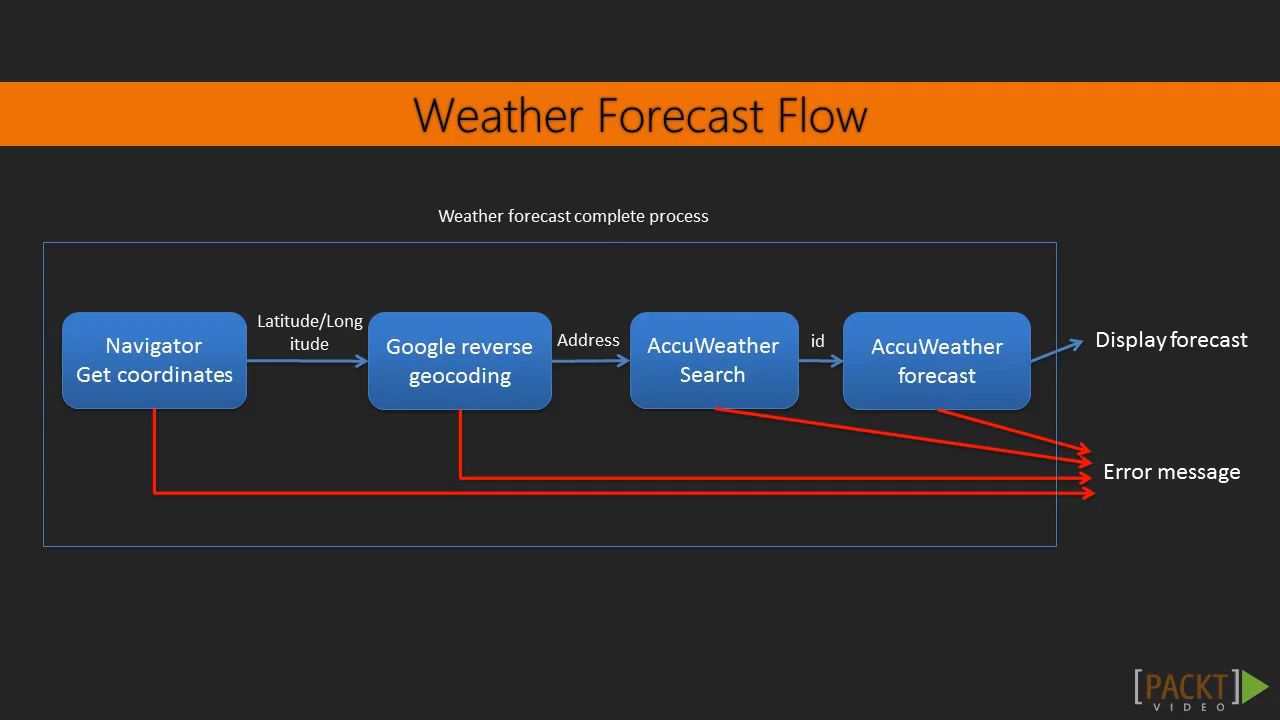 Weather Forecast Flow
Weather forecast complete process
Latitude/Long
itude
Navigator
Get coordinates
Google reverse
geocoding
Address
AccuWeather
Search
id
AccuWeather
forecast
Display forecast
Error message
[PACKT]
VIDEO